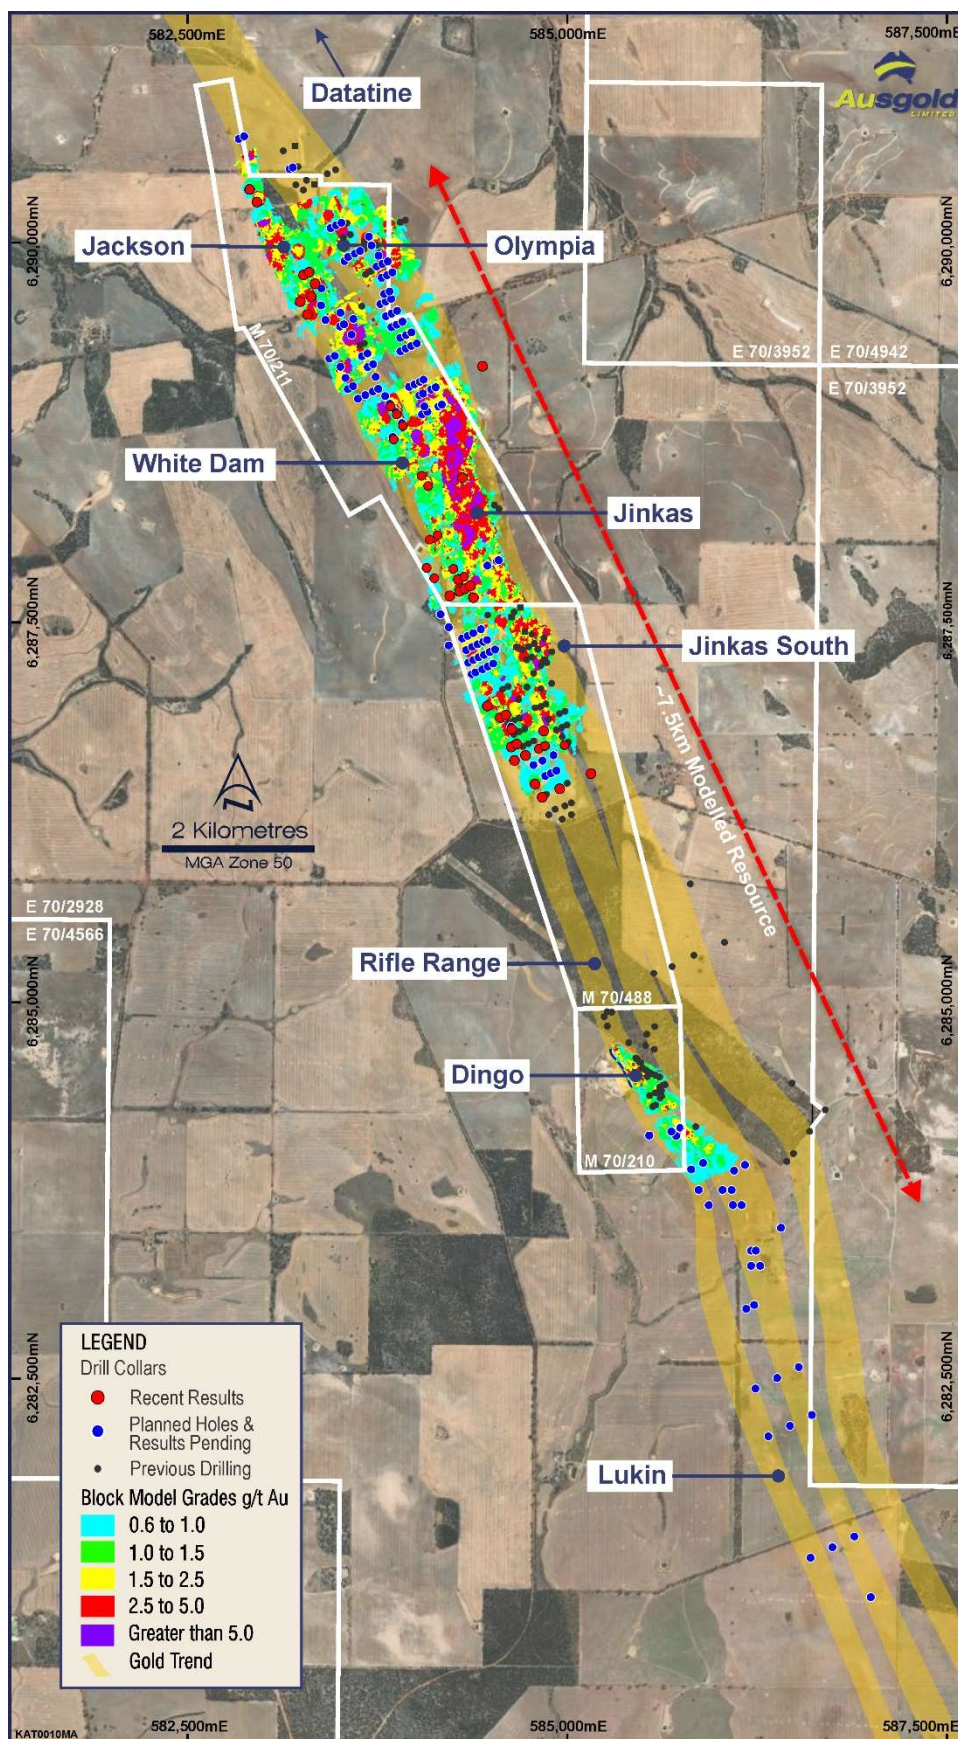 582,500mE
585,000mE
587,500mE
Datatine
Ausgold
LIMITED
6,290,000mN
6,290,000mN
Jackson
Olympia
M 70/211
E 70/3952
E 70/4942
E 70/3952
White Dam
Jinkas
6,287,500mN
6,287,500mN
Jinkas South
~7.5km Modelled Resource
N
2 Kilometres
MGA Zone 50
E 70/2928
E 70/4566
Rifle Range
M 70/488
6,285,000mN
6,285,000mN
Dingo
M 70/210
6,282,500mN
6,282,500mN
LEGEND
Drill Collars
Recent Results
Planned Holes &
Results Pending
Previous Drilling
Block Model Grades g/t Au
0.6 to 1.0
1.0 to 1.5
1.5 to 2.5
2.5 to 5.0
Greater than 5.0
Gold Trend
Lukin
KAT0010MA
582,500mE
585,000mE
587,500mE